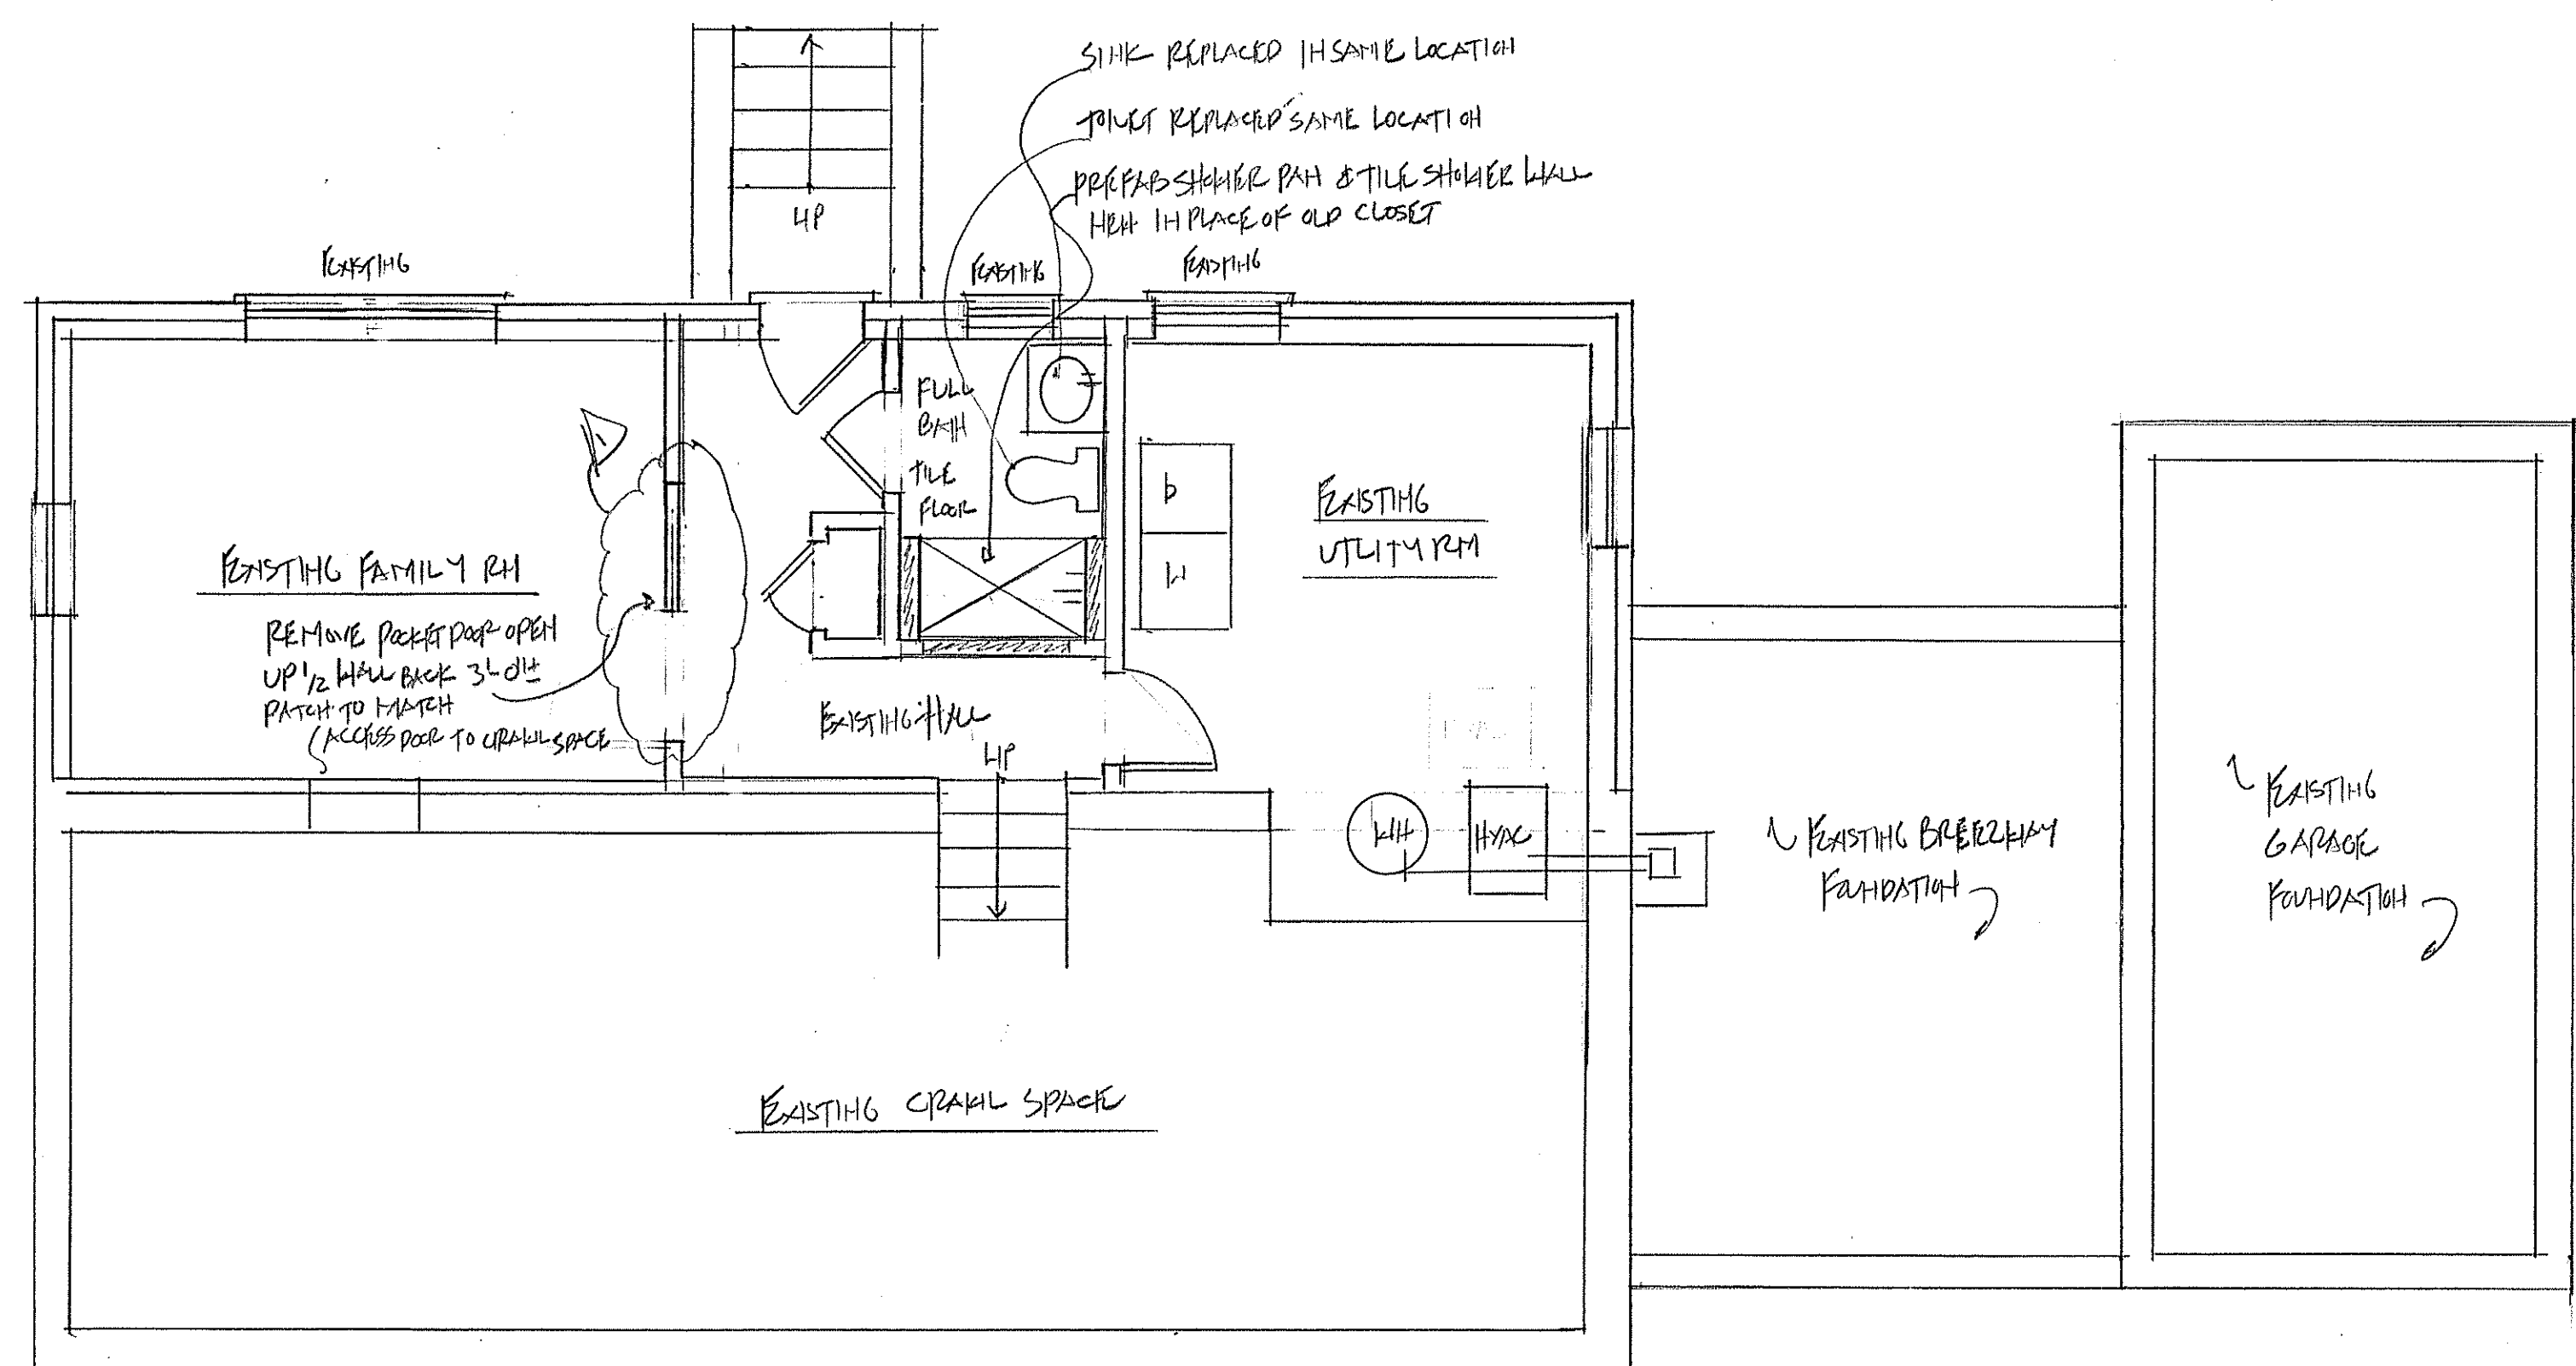 SINK REPLACED IN SAME LOCATION
TOILET REPLACED SAME LOCATION
PREFAB SHOWER PAN & TILE SHOWER WALL
NEW IN PLACE OF OLD CLOSET
UP
EXISTING
EXISTING
EXISTING
FULL
BATH
TILE
FLOOR
1
D
W
EXISTING
UTLITY RM
EXISTING FAMILY RM
REMOVE POCKET DOOR OPEN
UP 1/2 WALL BACK 3'-0"±
PATCH TO MATCH
ACCESS DOOR TO CRAWL SPACE
EXISTING HALL
UP
WH
HVAC
EXISTING BREEZWAY
FOUNDATION
EXISTING
GARAGE
FOUNDATION
EXISTING CRAWL SPACE